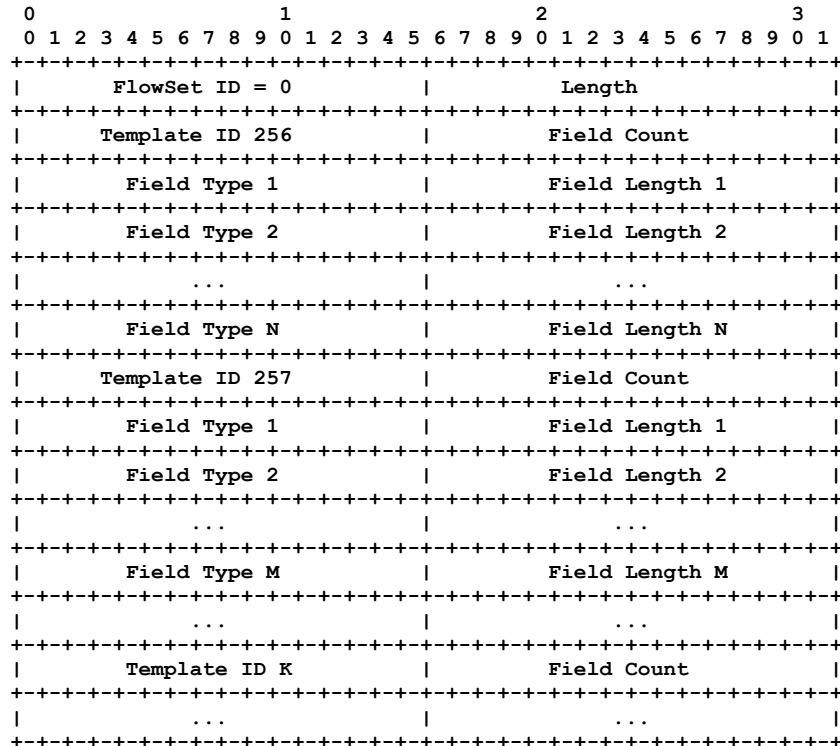 0                   1                   2                   3
 0 1 2 3 4 5 6 7 8 9 0 1 2 3 4 5 6 7 8 9 0 1 2 3 4 5 6 7 8 9 0 1
+-+-+-+-+-+-+-+-+-+-+-+-+-+-+-+-+-+-+-+-+-+-+-+-+-+-+-+-+-+-+-+-+
|       FlowSet ID = 0          |          Length               |
+-+-+-+-+-+-+-+-+-+-+-+-+-+-+-+-+-+-+-+-+-+-+-+-+-+-+-+-+-+-+-+-+
|      Template ID 256          |         Field Count           |
+-+-+-+-+-+-+-+-+-+-+-+-+-+-+-+-+-+-+-+-+-+-+-+-+-+-+-+-+-+-+-+-+
|        Field Type 1           |         Field Length 1        |
+-+-+-+-+-+-+-+-+-+-+-+-+-+-+-+-+-+-+-+-+-+-+-+-+-+-+-+-+-+-+-+-+
|        Field Type 2           |         Field Length 2        |
+-+-+-+-+-+-+-+-+-+-+-+-+-+-+-+-+-+-+-+-+-+-+-+-+-+-+-+-+-+-+-+-+
|             ...               |              ...              |
+-+-+-+-+-+-+-+-+-+-+-+-+-+-+-+-+-+-+-+-+-+-+-+-+-+-+-+-+-+-+-+-+
|        Field Type N           |         Field Length N        |
+-+-+-+-+-+-+-+-+-+-+-+-+-+-+-+-+-+-+-+-+-+-+-+-+-+-+-+-+-+-+-+-+
|      Template ID 257          |         Field Count           |
+-+-+-+-+-+-+-+-+-+-+-+-+-+-+-+-+-+-+-+-+-+-+-+-+-+-+-+-+-+-+-+-+
|        Field Type 1           |         Field Length 1        |
+-+-+-+-+-+-+-+-+-+-+-+-+-+-+-+-+-+-+-+-+-+-+-+-+-+-+-+-+-+-+-+-+
|        Field Type 2           |         Field Length 2        |
+-+-+-+-+-+-+-+-+-+-+-+-+-+-+-+-+-+-+-+-+-+-+-+-+-+-+-+-+-+-+-+-+
|             ...               |              ...              |
+-+-+-+-+-+-+-+-+-+-+-+-+-+-+-+-+-+-+-+-+-+-+-+-+-+-+-+-+-+-+-+-+
|        Field Type M           |         Field Length M        |
+-+-+-+-+-+-+-+-+-+-+-+-+-+-+-+-+-+-+-+-+-+-+-+-+-+-+-+-+-+-+-+-+
|             ...               |              ...              |
+-+-+-+-+-+-+-+-+-+-+-+-+-+-+-+-+-+-+-+-+-+-+-+-+-+-+-+-+-+-+-+-+
|        Template ID K          |         Field Count           |
+-+-+-+-+-+-+-+-+-+-+-+-+-+-+-+-+-+-+-+-+-+-+-+-+-+-+-+-+-+-+-+-+
|             ...               |              ...              |
+-+-+-+-+-+-+-+-+-+-+-+-+-+-+-+-+-+-+-+-+-+-+-+-+-+-+-+-+-+-+-+-+